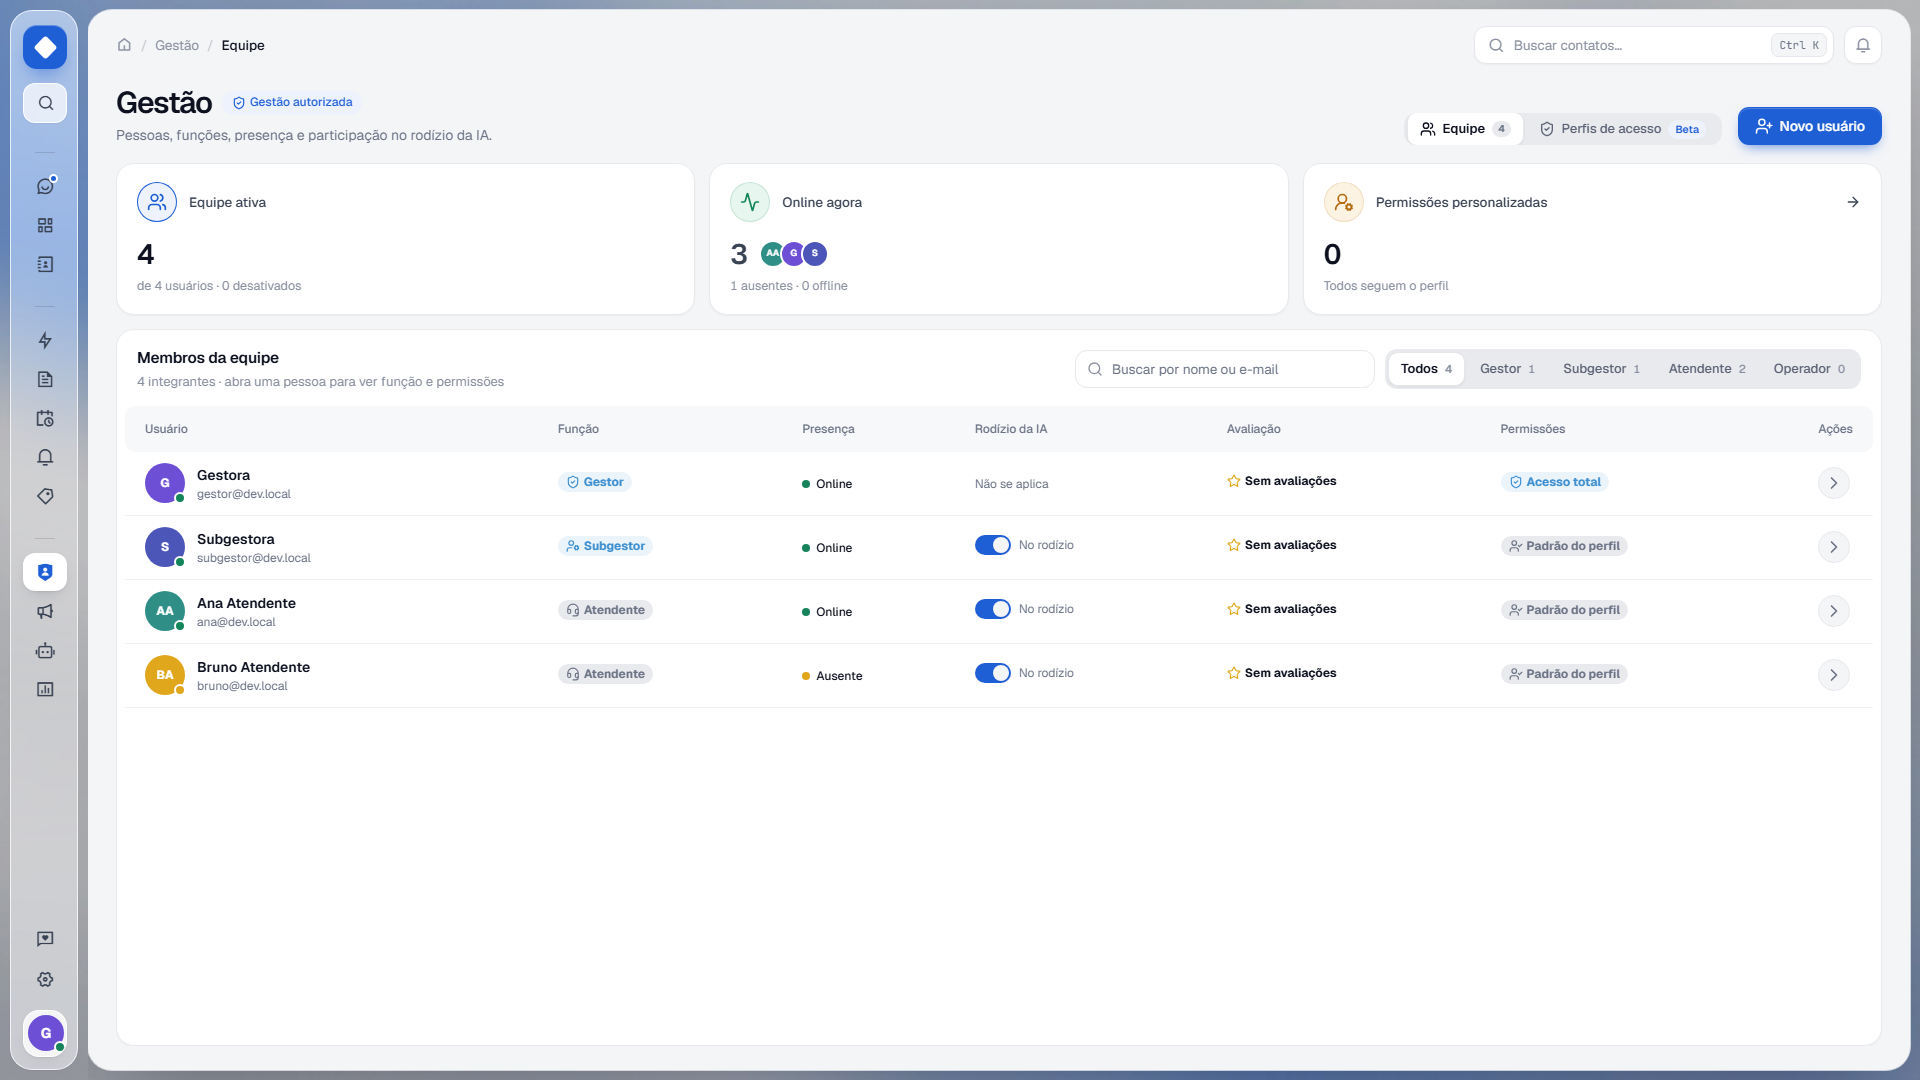 / Gestão / Equipe
Buscar contatos... Ctrl K
Gestão Gestão autorizada
Pessoas, funções, presença e participação no rodízio da IA.
Equipe 4 Perfis de acesso Beta Novo usuário
Equipe ativa
4
de 4 usuários · 0 desativados
Online agora
3 AA G S
1 ausentes · 0 offline
Permissões personalizadas
0
Todos seguem o perfil
Membros da equipe
4 integrantes · abra uma pessoa para ver função e permissões
Buscar por nome ou e-mail
Todos 4 Gestor 1 Subgestor 1 Atendente 2 Operador 0
Usuário Função Presença Rodízio da IA Avaliação Permissões Ações
G Gestora Gestor Online Não se aplica Sem avaliações Acesso total
gestor@dev.local
S Subgestora Subgestor Online No rodízio Sem avaliações Padrão do perfil
subgestor@dev.local
AA Ana Atendente Atendente Online No rodízio Sem avaliações Padrão do perfil
ana@dev.local
BA Bruno Atendente Atendente Ausente No rodízio Sem avaliações Padrão do perfil
bruno@dev.local
G